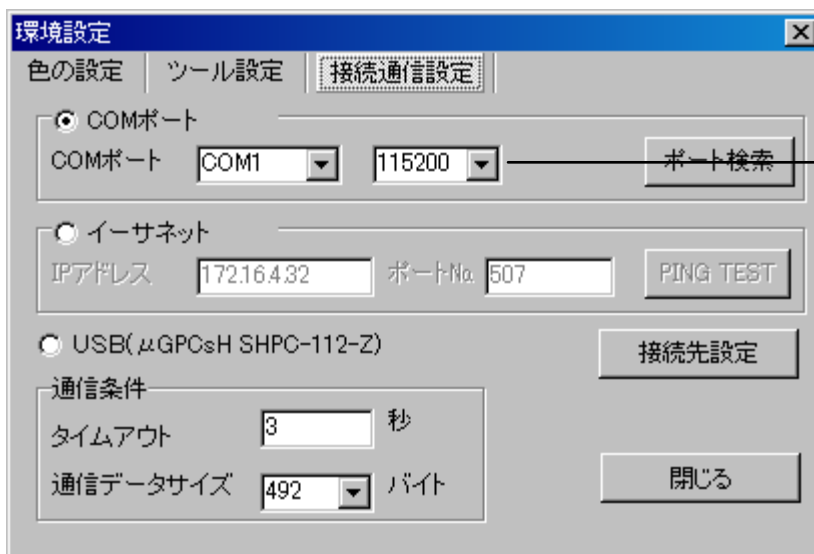 環境設定
色の設定 ツール設定 接続通信設定
COMポート
COMポート COM1 115200 ポート検索
イーサネット
IPアドレス 172.16.4.32 ポートNo. 507 PING TEST
USB(μGPCsH SHPC-112-Z)
接続先設定
通信条件
タイムアウト 3 秒
通信データサイズ 492 バイト
閉じる